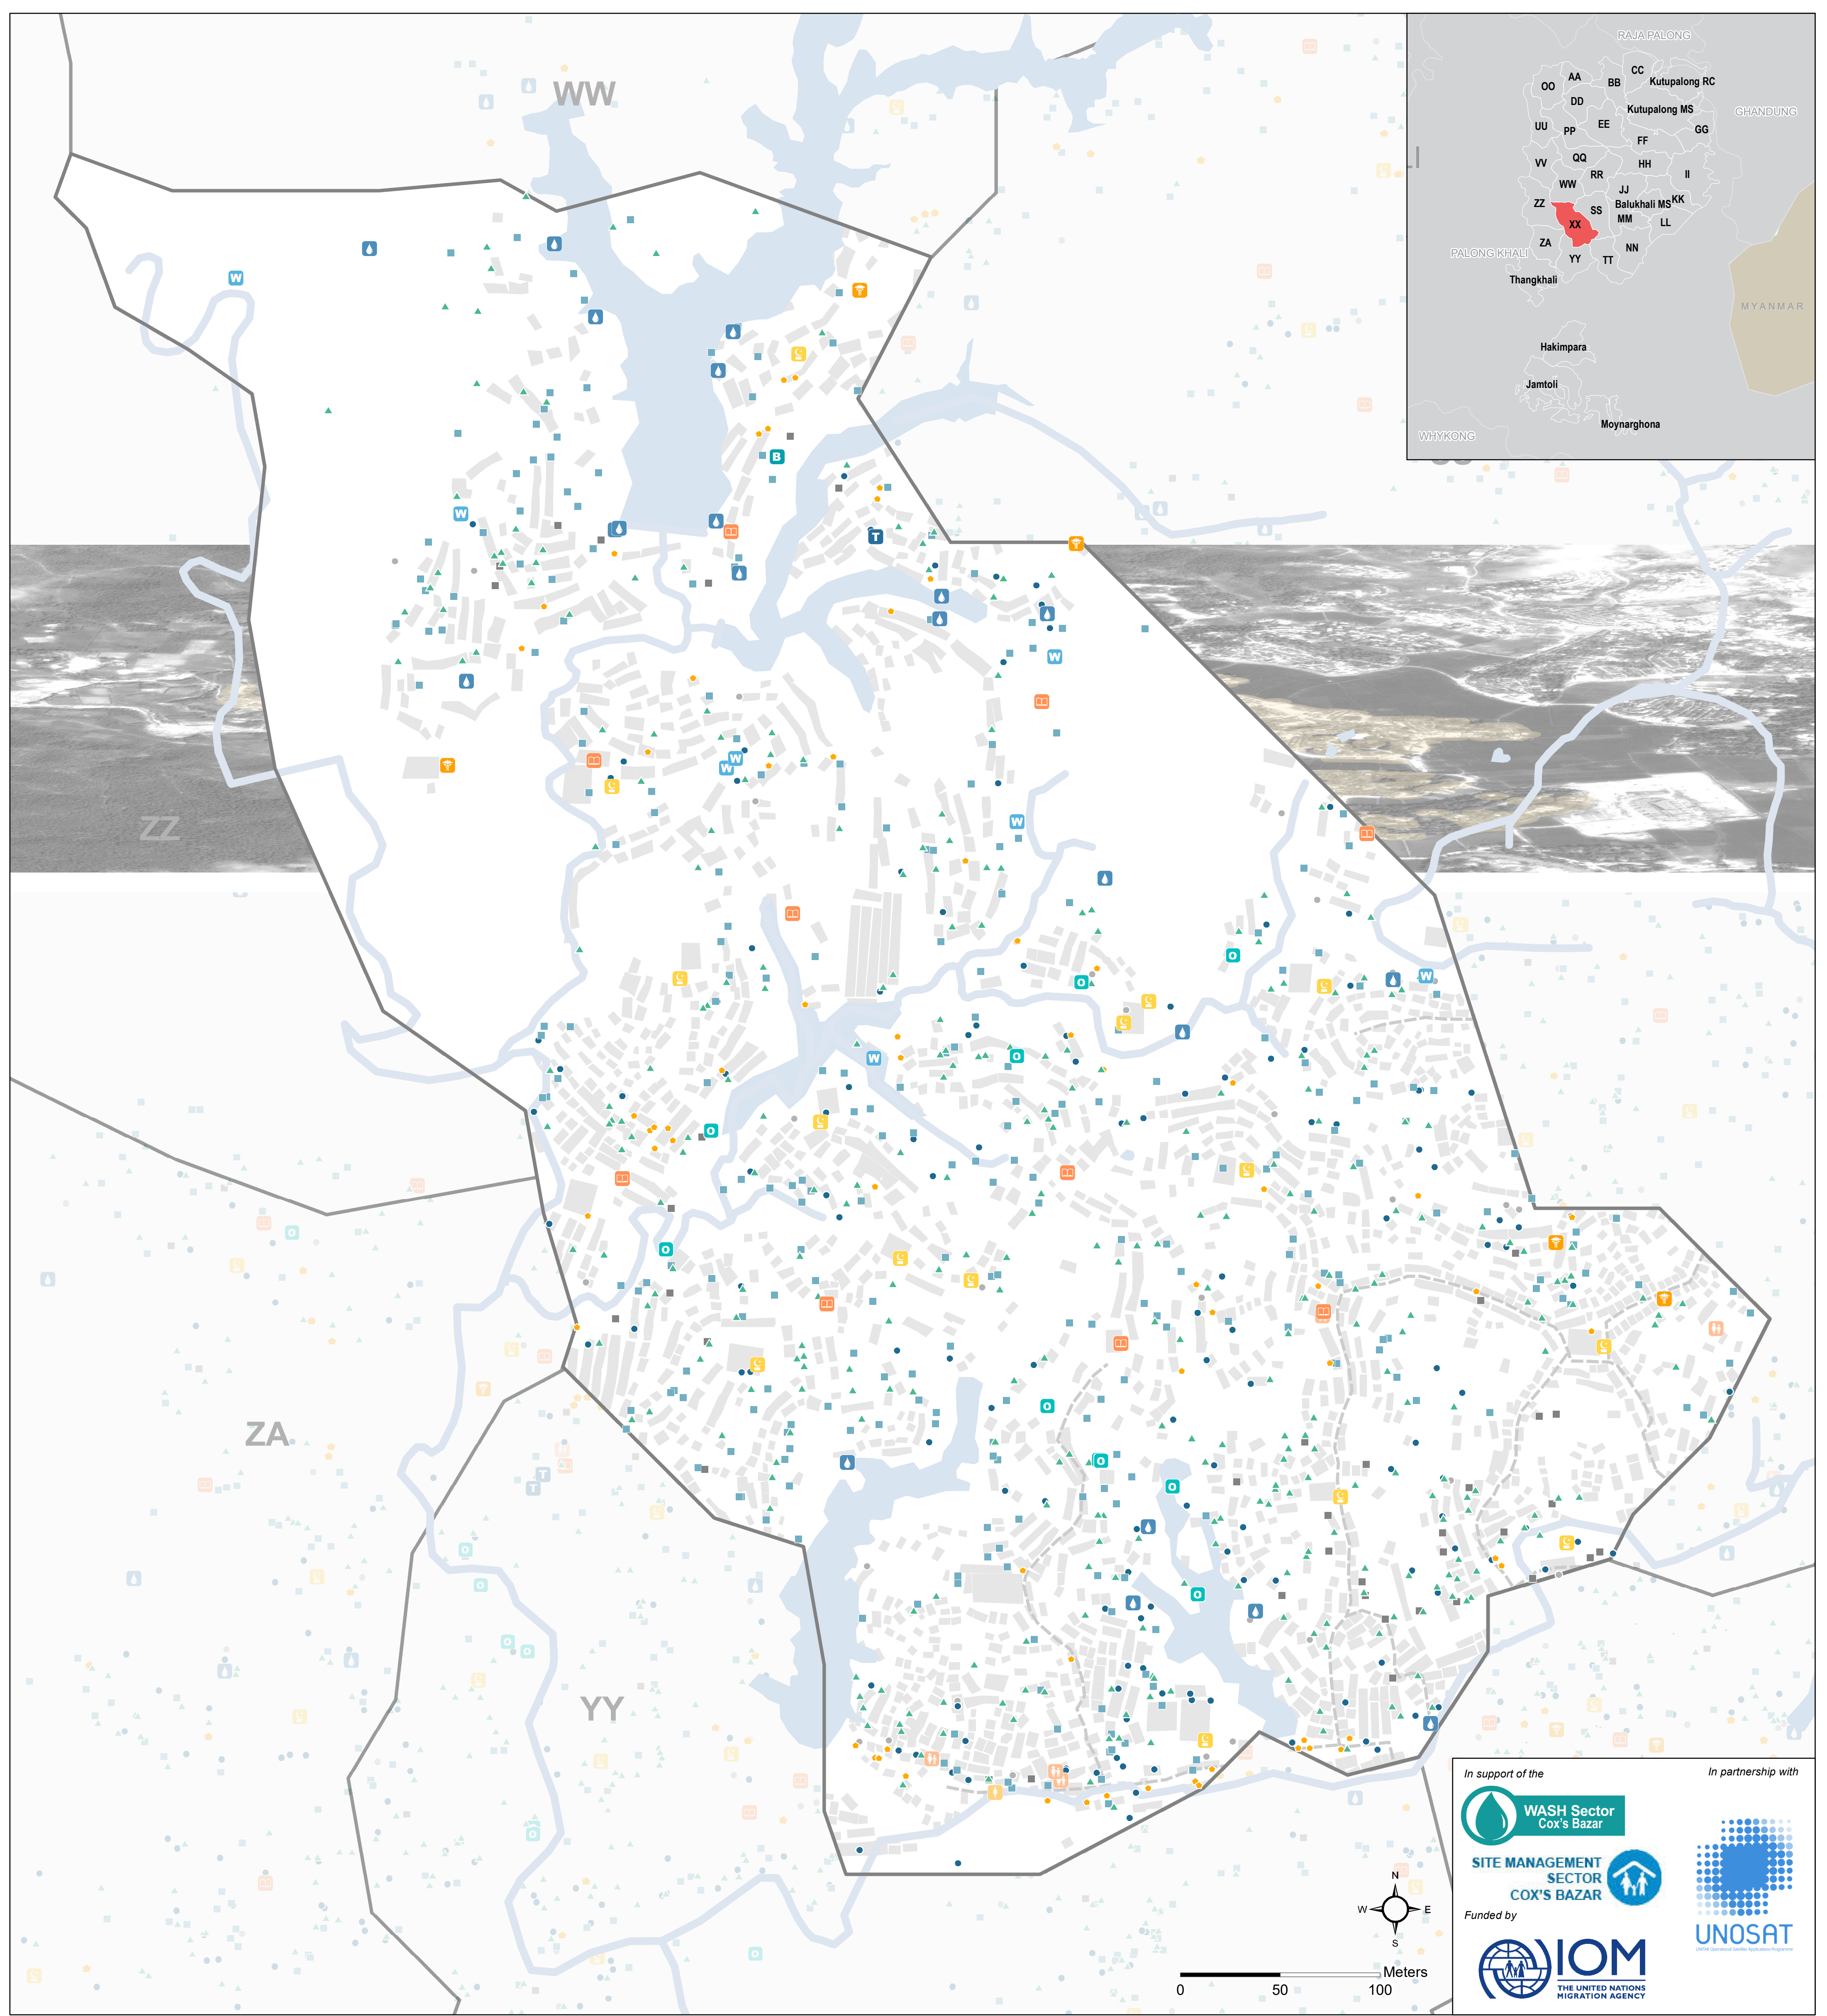 WW
ZZ
ZA
YY
RAJA PALONG
CC
AA
BB
Kutupalong RC
OO
DD
Kutupalong MS
GHANDUNG
UU
PP
EE
GG
FF
VV
QQ
HH
RR
II
WW
JJ
ZZ
Balukhali MS
KK
SS
MM
XX
LL
ZA
NN
PALONG KHALI
YY
TT
Thangkhali
MYANMAR
Hakimpara
Jamtoli
Moynarghona
WHYKONG
W
W
B
T
W
W
W
W
O
O
W
O
W
O
O
O
O
O
O
T
T
O
O
O
O
O
N
W
E
S
Meters
0 50 100
In support of the
In partnership with
WASH Sector
Cox's Bazar
SITE MANAGEMENT
SECTOR
COX'S BAZAR
Funded by
UNOSAT
IOM
THE UNITED NATIONS
MIGRATION AGENCY